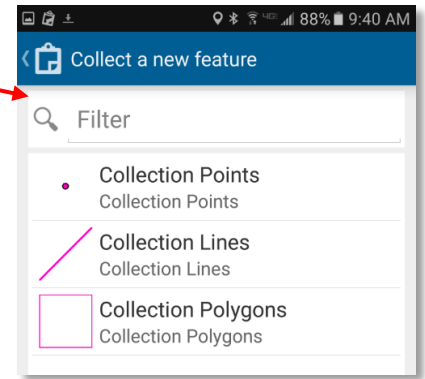 88% 9:40 AM
Collect a new feature
Filter
Collection Points
Collection Points
Collection Lines
Collection Lines
Collection Polygons
Collection Polygons